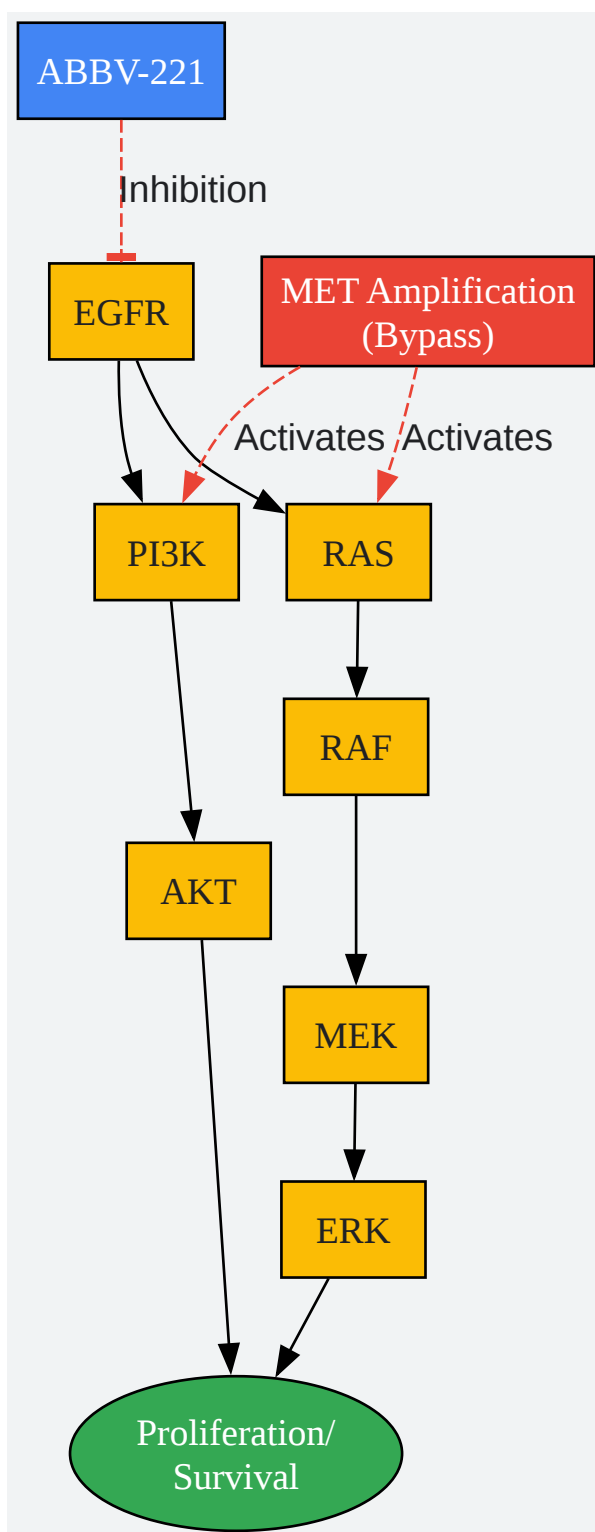 ABBV-221
Inhibition
EGFR
MET Amplification
(Bypass)
Activates
Activates
PI3K
RAS
RAF
AKT
MEK
ERK
Proliferation/
Survival